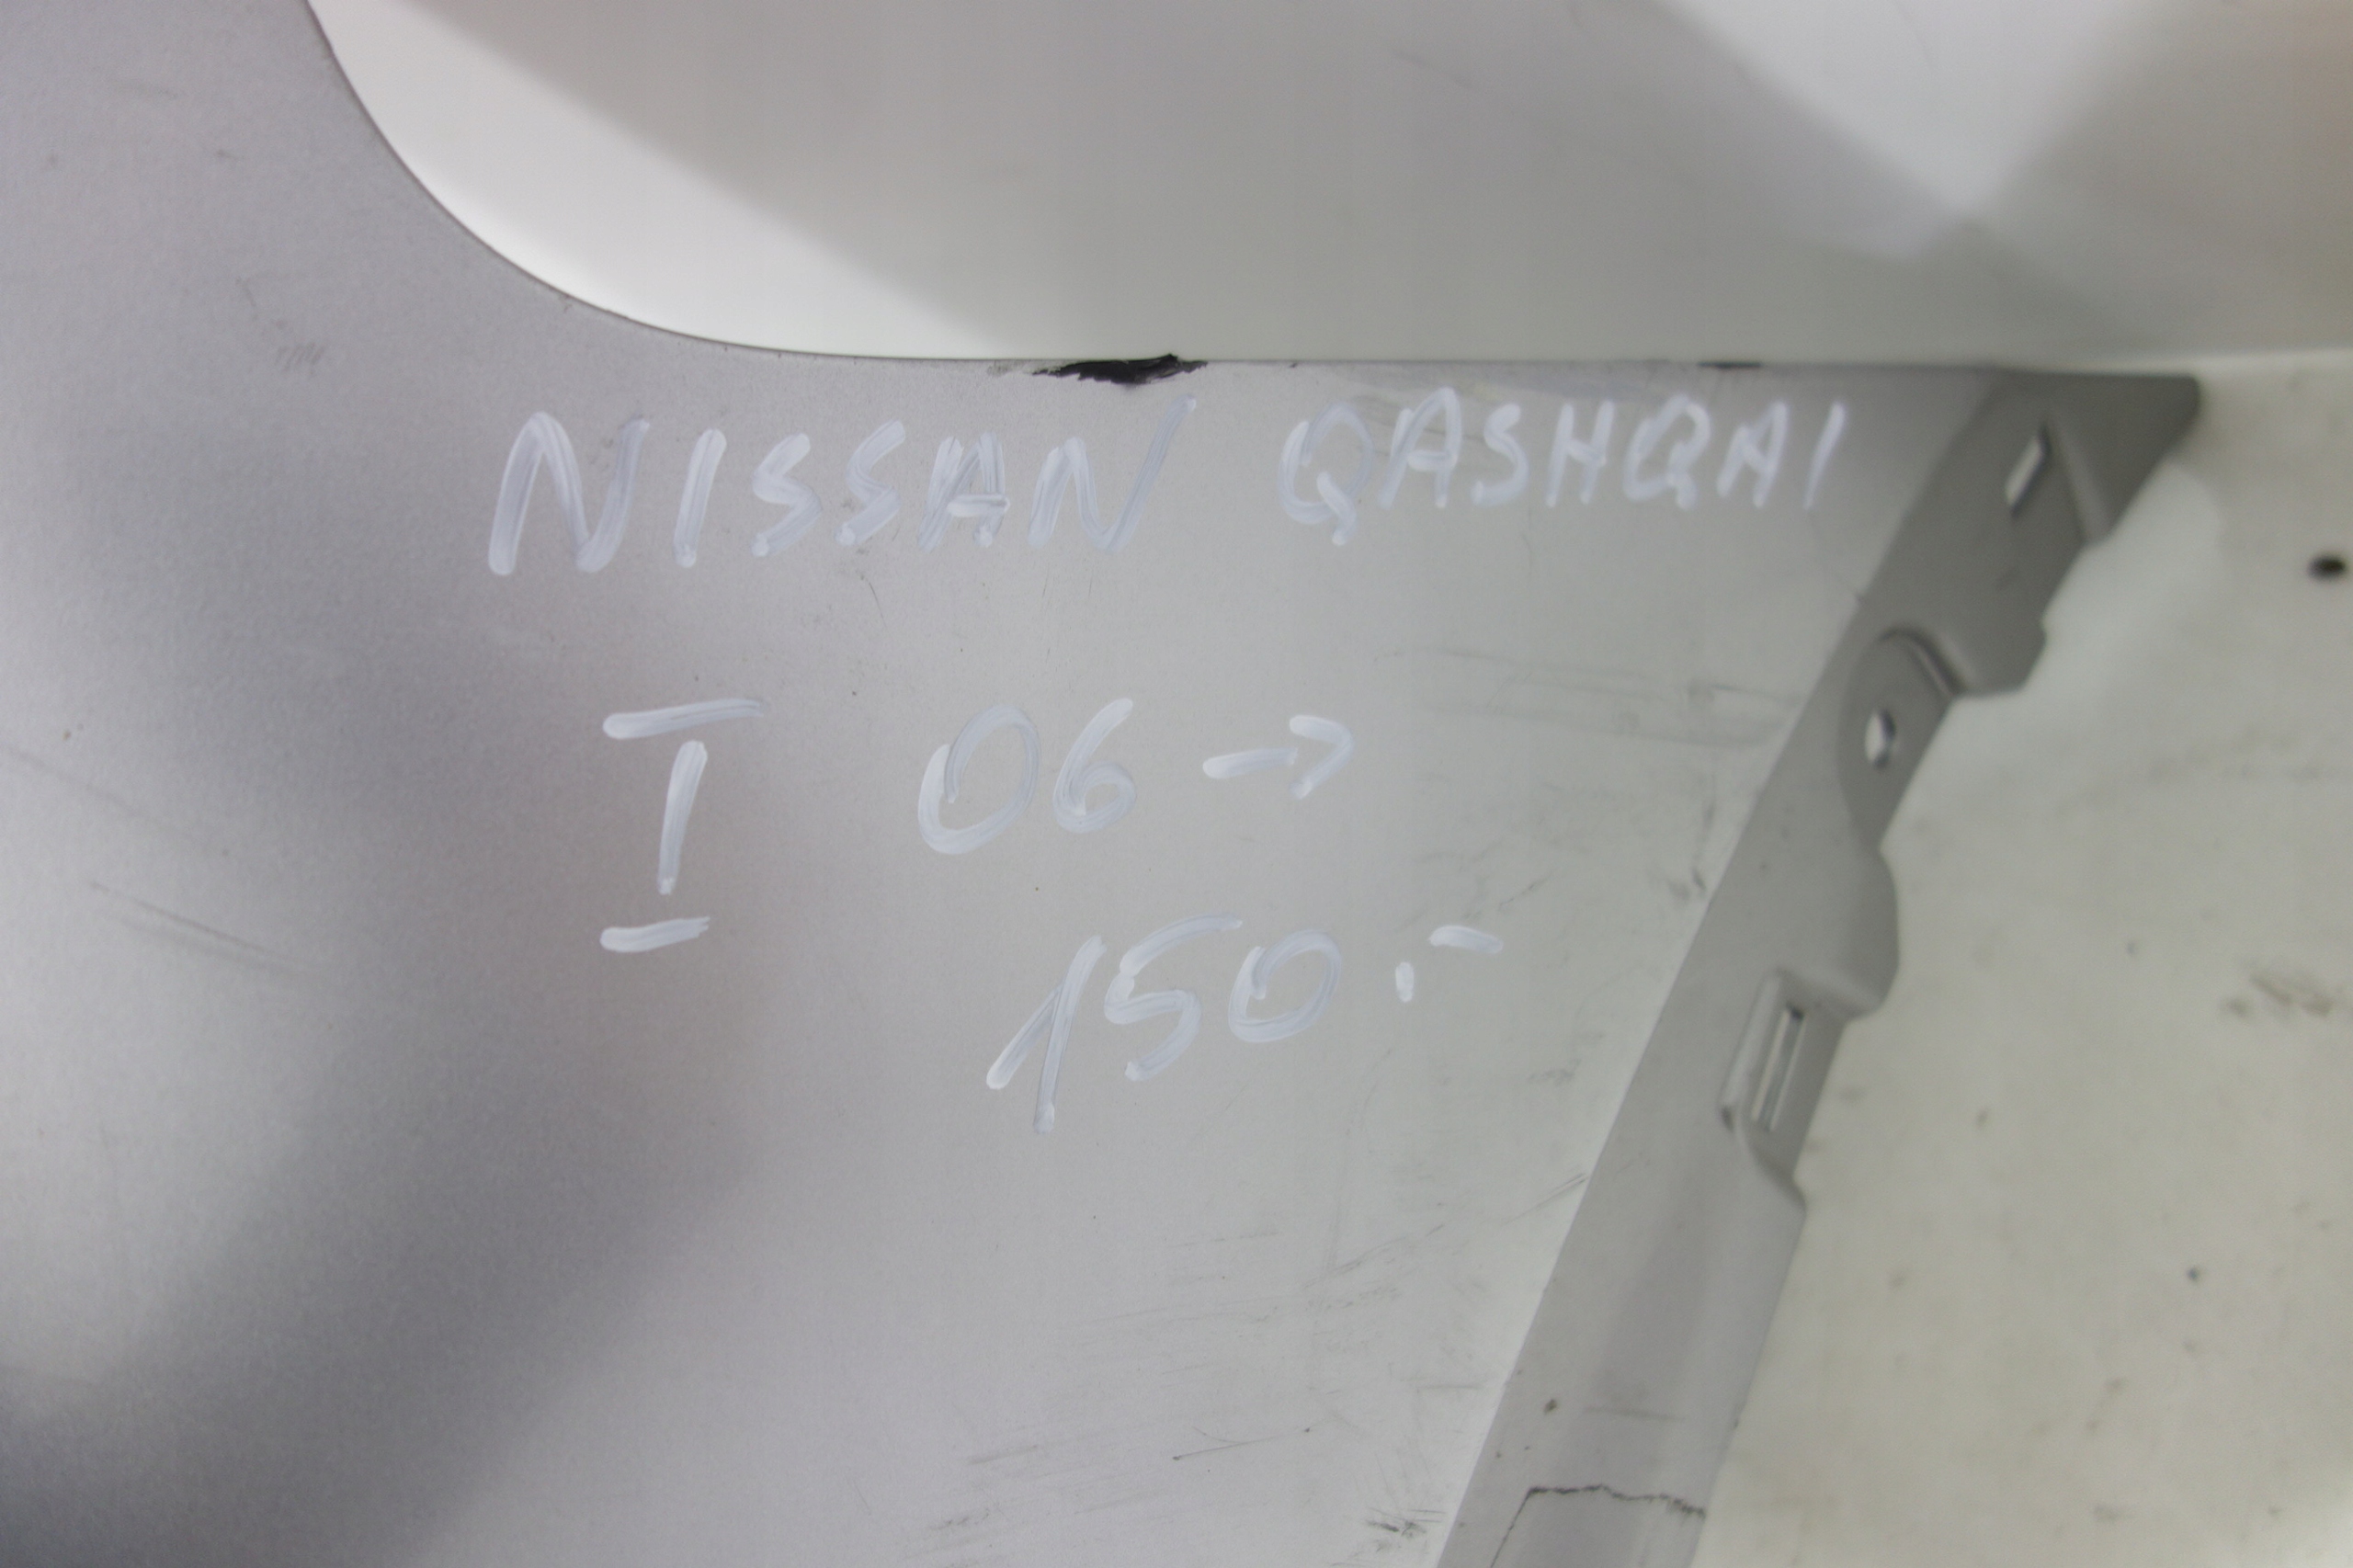 NISSAN QASHQAI
I 06 →
150.-